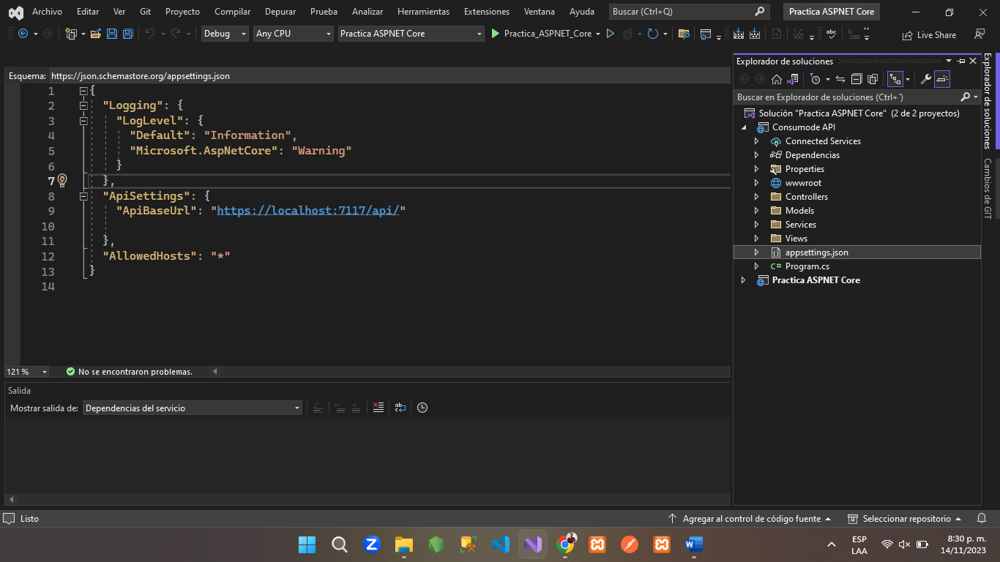 Archivo Editar Ver Git Proyecto Compilar Depurar Prueba Analizar Herramientas Extensiones Ventana Ayuda Buscar (Ctrl+Q) Practica ASPNET Core
Debug Any CPU Practica ASPNET Core Practica_ASPNET_Core Live Share
Esquema: https://json.schemastore.org/appsettings.json
1 {
2 "Logging": {
3 "LogLevel": {
4 "Default": "Information",
5 "Microsoft.AspNetCore": "Warning"
6 }
7 },
8 "ApiSettings": {
9 "ApiBaseUrl": "https://localhost:7117/api/"
10
11 },
12 "AllowedHosts": "*"
13 }
14
121 % No se encontraron problemas.
Salida
Mostrar salida de: Dependencias del servicio
Explorador de soluciones
Buscar en Explorador de soluciones (Ctrl+´)
Solución "Practica ASPNET Core" (2 de 2 proyectos)
Consumode API
Connected Services
Dependencias
Properties
wwwroot
Controllers
Models
Services
Views
appsettings.json
C# Program.cs
Practica ASPNET Core
Explorador de soluciones
Cambios de GIT
Listo Agregar al control de código fuente Seleccionar repositorio
ESP
LAA
8:30 p. m.
14/11/2023